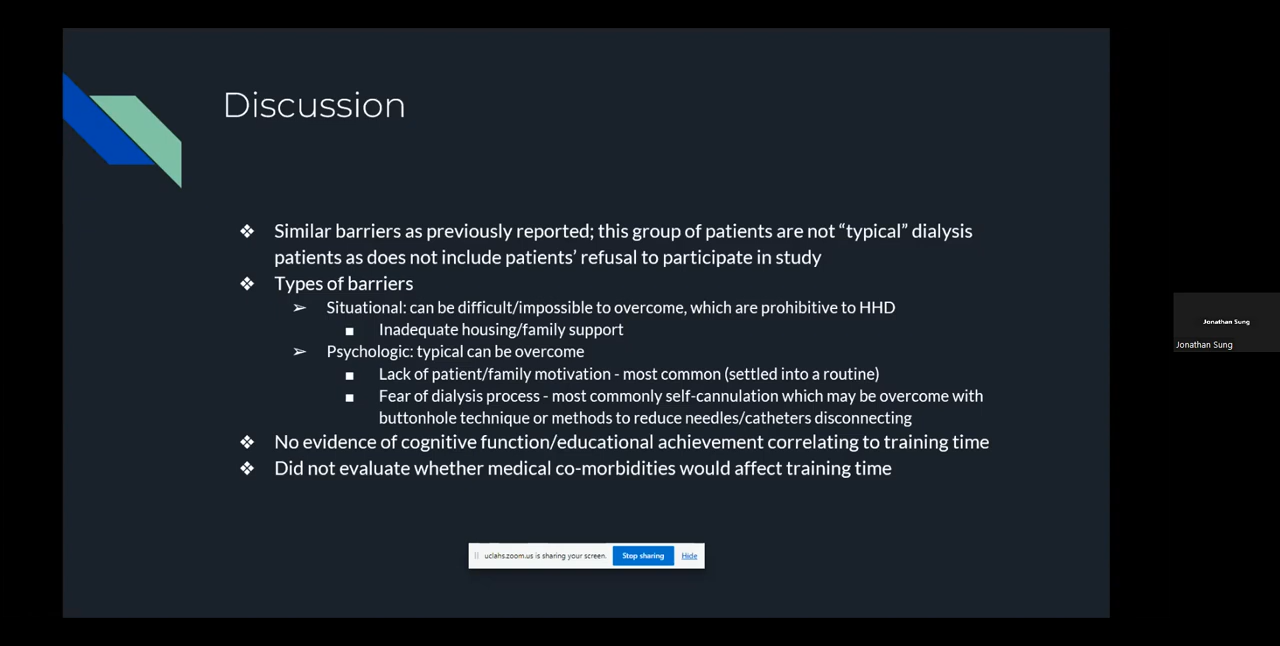 Discussion
❖ Similar barriers as previously reported; this group of patients are not “typical” dialysis
patients as does not include patients’ refusal to participate in study
❖ Types of barriers
➢ Situational: can be difficult/impossible to overcome, which are prohibitive to HHD
■ Inadequate housing/family support
➢ Psychologic: typical can be overcome
■ Lack of patient/family motivation - most common (settled into a routine)
■ Fear of dialysis process - most commonly self-cannulation which may be overcome with
buttonhole technique or methods to reduce needles/catheters disconnecting
❖ No evidence of cognitive function/educational achievement correlating to training time
❖ Did not evaluate whether medical co-morbidities would affect training time
uclahs.zoom.us is sharing your screen. Stop sharing Hide
Jonathan Sung
Jonathan Sung